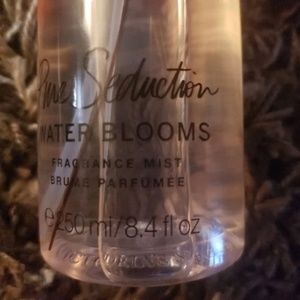 Pure Seduction
WATER BLOOMS
FRAGRANCE MIST
BRUME PARFUMÉE
e 250 ml/8.4 fl oz